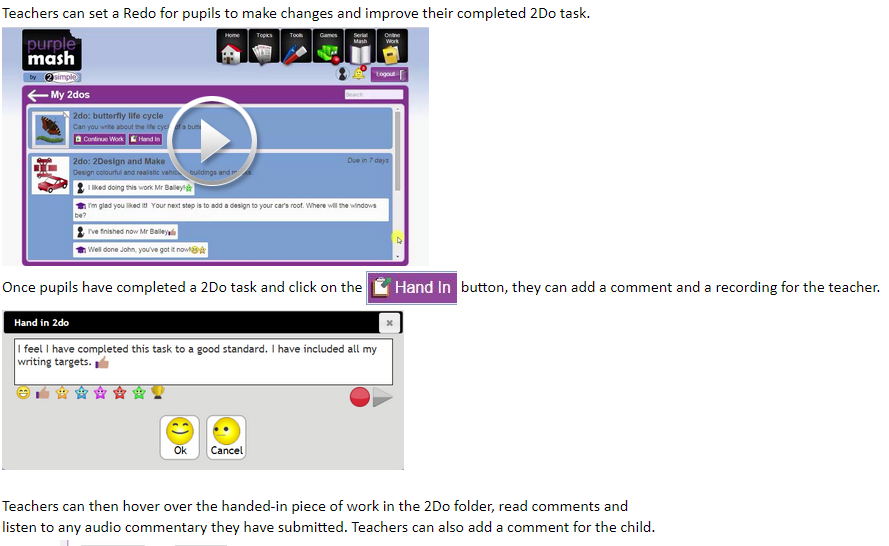 Teachers can set a Redo for pupils to make changes and improve their completed 2Do task.
Home Topics Tools Games Serial Mash Online Work
purple
mash
by 2simple
Logout
My 2dos
Search
2do: butterfly life cycle
Can you write about the life cycle of a butt
Continue Work Hand In
2do: 2Design and Make
Due in 7 days
Design colourful and realistic vehic buildings and m
I liked doing this work Mr Bailey!
I'm glad you liked it! Your next step is to add a design to your car's roof. Where will the windows
be?
I've finished now Mr Bailey
Well done John, you've got it now!
Once pupils have completed a 2Do task and click on the Hand In button, they can add a comment and a recording for the teacher.
Hand in 2do
I feel I have completed this task to a good standard. I have included all my
writing targets.
Ok Cancel
Teachers can then hover over the handed-in piece of work in the 2Do folder, read comments and
listen to any audio commentary they have submitted. Teachers can also add a comment for the child.